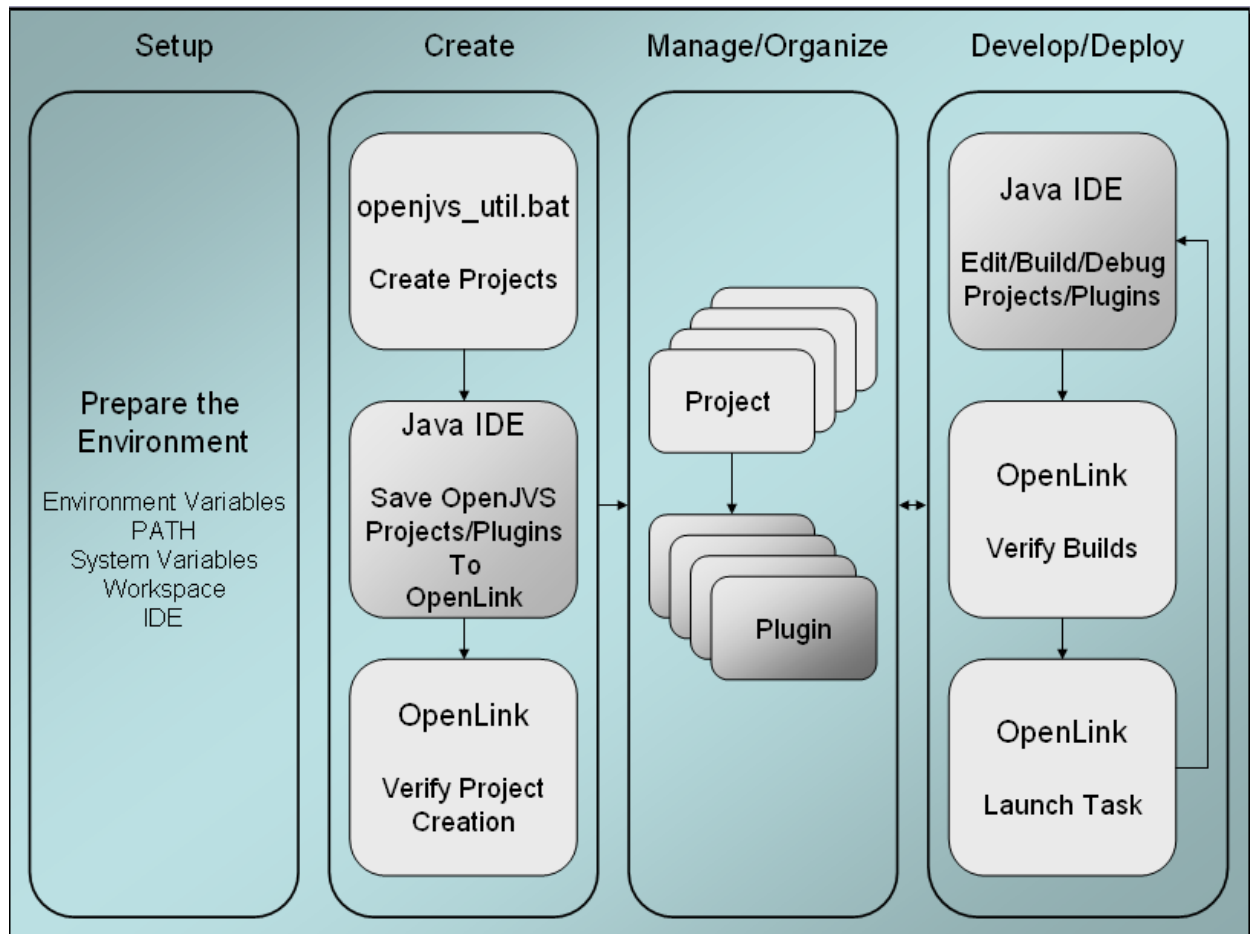 Setup
Create
Manage/Organize
Develop/Deploy
Prepare the
Environment
Environment Variables
PATH
System Variables
Workspace
IDE
openjvs_util.bat
Create Projects
Java IDE
Save OpenJVS
Projects/Plugins
To
OpenLink
OpenLink
Verify Project
Creation
Project
Plugin
Java IDE
Edit/Build/Debug
Projects/Plugins
OpenLink
Verify Builds
OpenLink
Launch Task